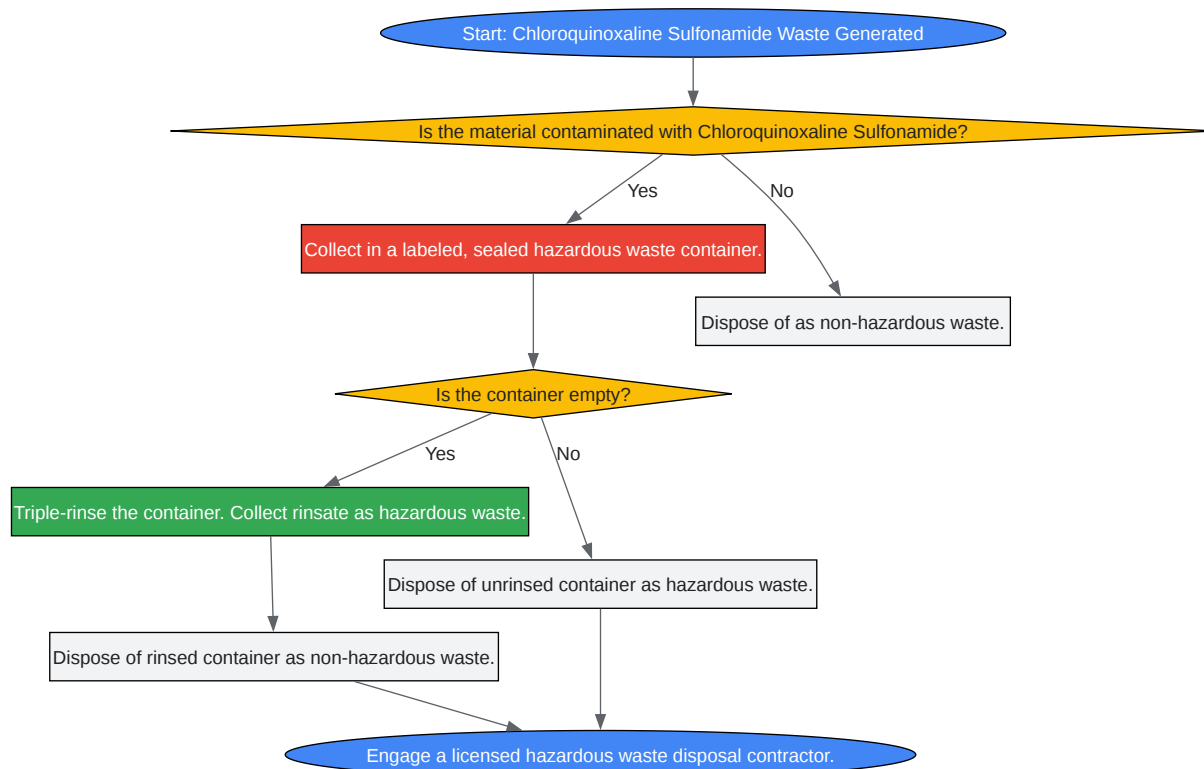 Start: Chloroquinoxaline Sulfonamide Waste Generated
Is the material contaminated with Chloroquinoxaline Sulfonamide?
Yes
No
Collect in a labeled, sealed hazardous waste container.
Dispose of as non-hazardous waste.
Is the container empty?
Yes
No
Triple-rinse the container. Collect rinsate as hazardous waste.
Dispose of unrinsed container as hazardous waste.
Dispose of rinsed container as non-hazardous waste.
Engage a licensed hazardous waste disposal contractor.